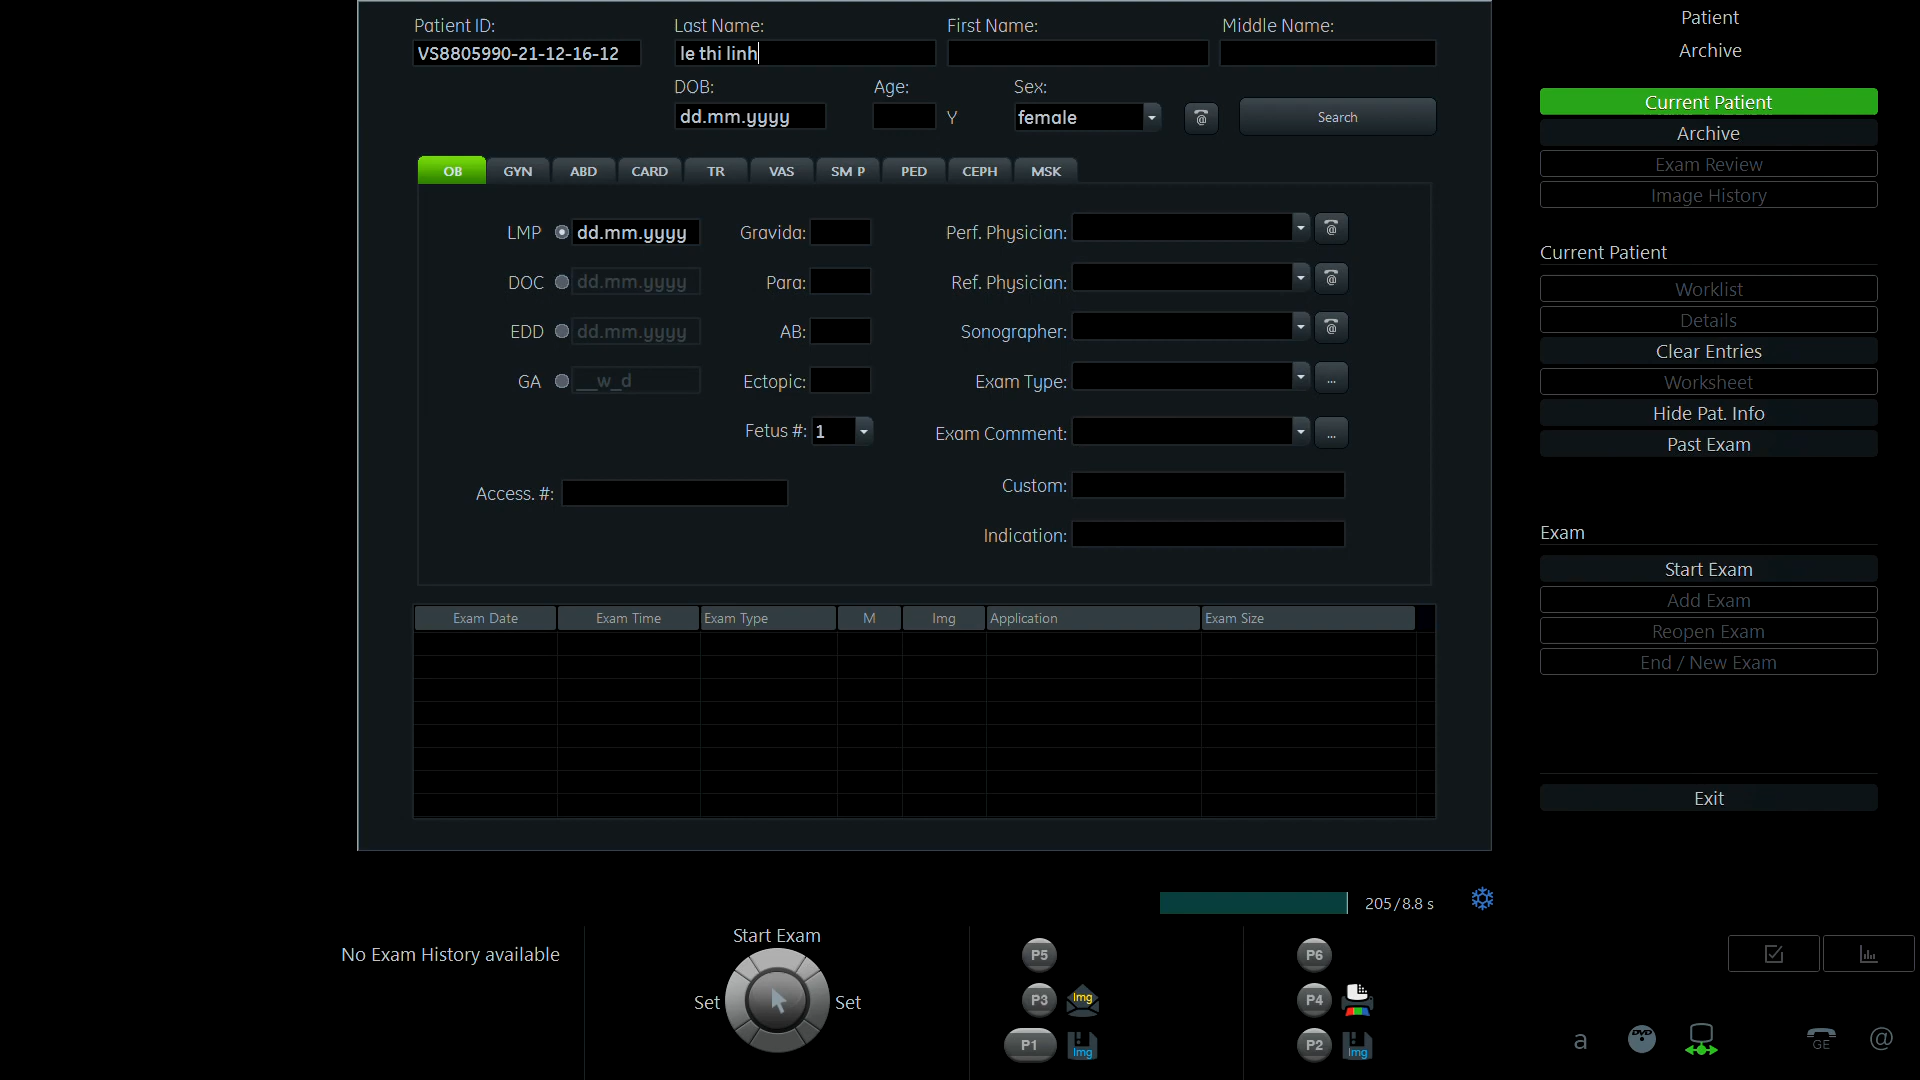 Patient ID: Last Name: First Name: Middle Name:
VS8805990-21-12-16-12 le thi linh
DOB: Age: Sex:
dd.mm.yyyy Y female @ Search
OB GYN ABD CARD TR VAS SM P PED CEPH MSK
LMP dd.mm.yyyy Gravida: Perf. Physician: @
DOC dd.mm.yyyy Para: Ref. Physician: @
EDD dd.mm.yyyy AB: Sonographer: @
GA __w_d Ectopic: Exam Type: ...
Fetus #: 1 Exam Comment: ...
Access. #: Custom:
Indication:
Exam Date Exam Time Exam Type M Img Application Exam Size
205/8.8 s
No Exam History available
Start Exam
Set Set
P5 P6
P3 Img P4
P1 Img P2 Img
Patient
Archive
Current Patient
Archive
Exam Review
Image History
Current Patient
Worklist
Details
Clear Entries
Worksheet
Hide Pat. Info
Past Exam
Exam
Start Exam
Add Exam
Reopen Exam
End / New Exam
Exit
a DVD GE @